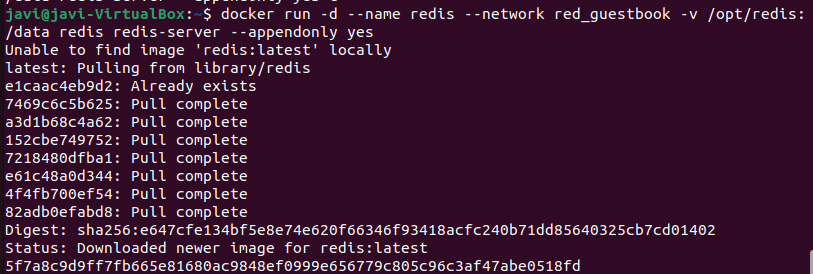 javi@javi-VirtualBox:~$ docker run -d --name redis --network red_guestbook -v /opt/redis:
/data redis redis-server --appendonly yes
Unable to find image 'redis:latest' locally
latest: Pulling from library/redis
e1caac4eb9d2: Already exists
7469c6c5b625: Pull complete
a3d1b68c4a62: Pull complete
152cbe749752: Pull complete
7218480dfba1: Pull complete
e61c48a0d344: Pull complete
4f4fb700ef54: Pull complete
82adb0efabd8: Pull complete
Digest: sha256:e647cfe134bf5e8e74e620f66346f93418acfc240b71dd85640325cb7cd01402
Status: Downloaded newer image for redis:latest
5f7a8c9d9ff7fb665e81680ac9848ef0999e656779c805c96c3af47abe0518fd